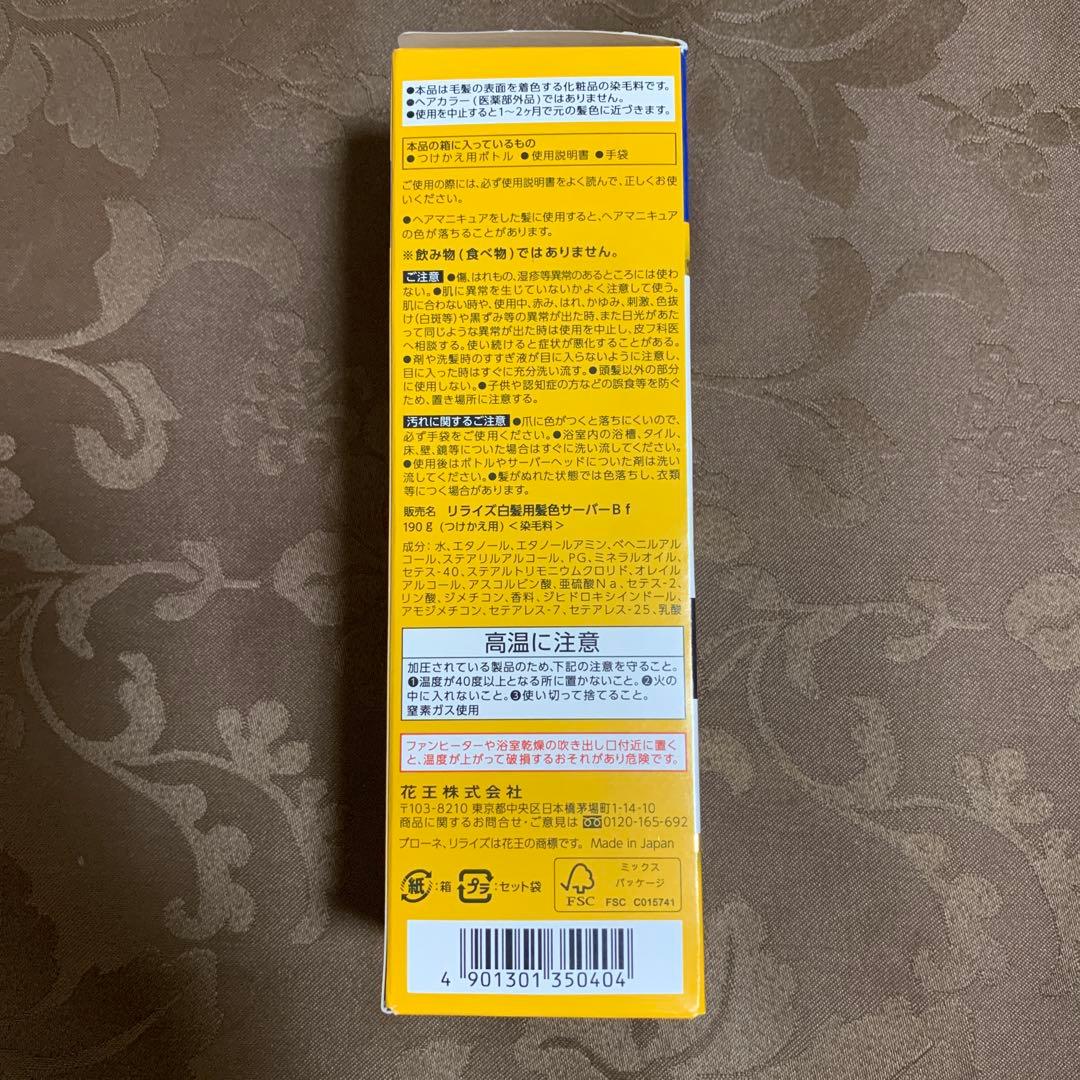 ●本品は毛髪の表面を着色する化粧品の染毛料です。
●ヘアカラー(医薬部外品)ではありません。
●使用を中止すると1〜2ヶ月で元の髪色に近づきます。
本品の箱に入っているもの
●つけかえ用ボトル ●使用説明書 ●手袋
ご使用の際には、必ず使用説明書をよく読んで、正しくお使
いください。
●ヘアマニキュアをした髪に使用すると、ヘアマニキュア
の色が落ちることがあります。
※飲み物(食べ物)ではありません。
ご注意 ●傷、はれもの、湿疹等異常のあるところには使わ
ない。●肌に異常を生じていないかよく注意して使う。
肌に合わない時や、使用中、赤み、はれ、かゆみ、刺激、色抜
け(白斑等)や黒ずみ等の異常が出た時、また日光があた
って同じような異常が出た時は使用を中止し、皮フ科医
へ相談する。使い続けると症状が悪化することがある。
●剤や洗髪時のすすぎ液が目に入らないように注意し、
目に入った時はすぐに充分洗い流す。●頭髪以外の部分
に使用しない。●子供や認知症の方などの誤食等を防ぐ
ため、置き場所に注意する。
汚れに関するご注意 ●爪に色がつくと落ちにくいので、
必ず手袋をご使用ください。●浴室内の浴槽、タイル、
床、壁、鏡等についた場合はすぐに洗い流してください。
●使用後はボトルやサーバーヘッドについた剤は洗い
流してください。●髪がぬれた状態では色落ちし、衣類
等につく場合があります。
販売名 リライズ白髪用髪色サーバーBf
190g(つけかえ用)<染毛料>
成分:水、エタノール、エタノールアミン、ベヘニルアル
コール、ステアリルアルコール、PG、ミネラルオイル、
セテス-40、ステアルトリモニウムクロリド、オレイル
アルコール、アスコルビン酸、亜硫酸Na、セテス-2、
リン酸、ジメチコン、香料、ジヒドロキシインドール、
アモジメチコン、セテアレス-7、セテアレス-25、乳酸
高温に注意
加圧されている製品のため、下記の注意を守ること。
❶温度が40度以上となる所に置かないこと。❷火の
中に入れないこと。❸使い切って捨てること。
窒素ガス使用
ファンヒーターや浴室乾燥の吹き出し口付近に置く
と、温度が上がって破損するおそれがあり危険です。
花王株式会社
〒103-8210 東京都中央区日本橋茅場町1-14-10
商品に関するお問合せ・ご意見は 0120-165-692
ブローネ、リライズは花王の商標です。 Made in Japan
紙:箱 プラ:セット袋
FSC
ミックス
パッケージ
FSC C015741
4 901301 350404